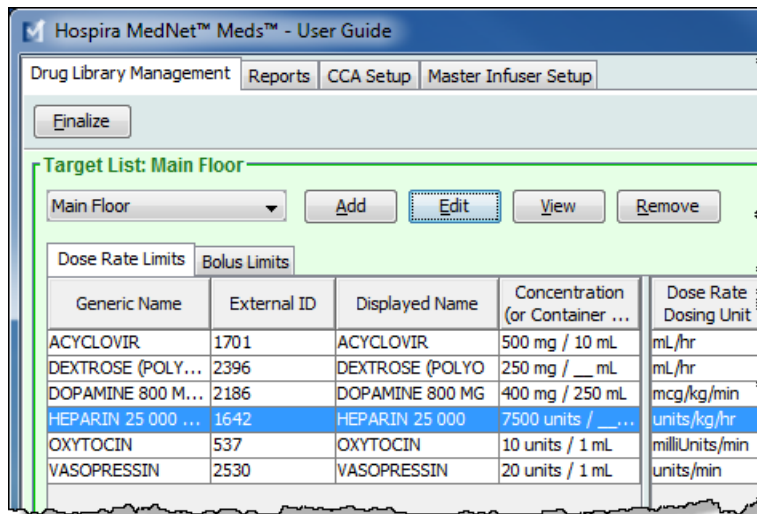 Hospira MedNet™ Meds™ - User Guide
Drug Library Management Reports CCA Setup Master Infuser Setup
Finalize
Target List: Main Floor
Main Floor Add Edit View Remove
Dose Rate Limits Bolus Limits
Generic Name External ID Displayed Name Concentration (or Container ... Dose Rate Dosing Unit
ACYCLOVIR 1701 ACYCLOVIR 500 mg / 10 mL mL/hr
DEXTROSE (POLY... 2396 DEXTROSE (POLYO 250 mg / __ mL mL/hr
DOPAMINE 800 M... 2186 DOPAMINE 800 MG 400 mg / 250 mL mcg/kg/min
HEPARIN 25 000 ... 1642 HEPARIN 25 000 7500 units / __... units/kg/hr
OXYTOCIN 537 OXYTOCIN 10 units / 1 mL milliUnits/min
VASOPRESSIN 2530 VASOPRESSIN 20 units / 1 mL units/min